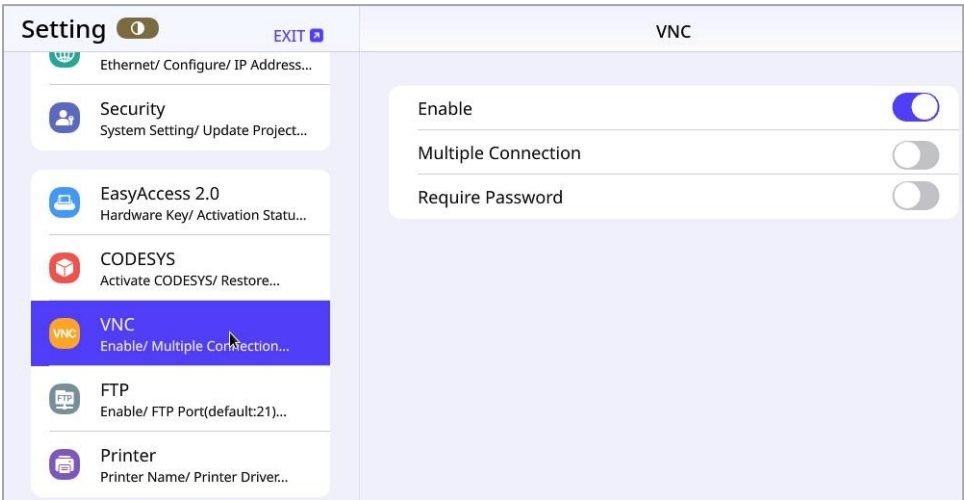 Setting
EXIT
VNC
Ethernet/ Configure/ IP Address...
Security
System Setting/ Update Project...
EasyAccess 2.0
Hardware Key/ Activation Statu...
CODESYS
Activate CODESYS/ Restore...
VNC
VNC
Enable/ Multiple Connection...
FTP
FTP
Enable/ FTP Port(default:21)...
Printer
Printer Name/ Printer Driver...
Enable
Multiple Connection
Require Password